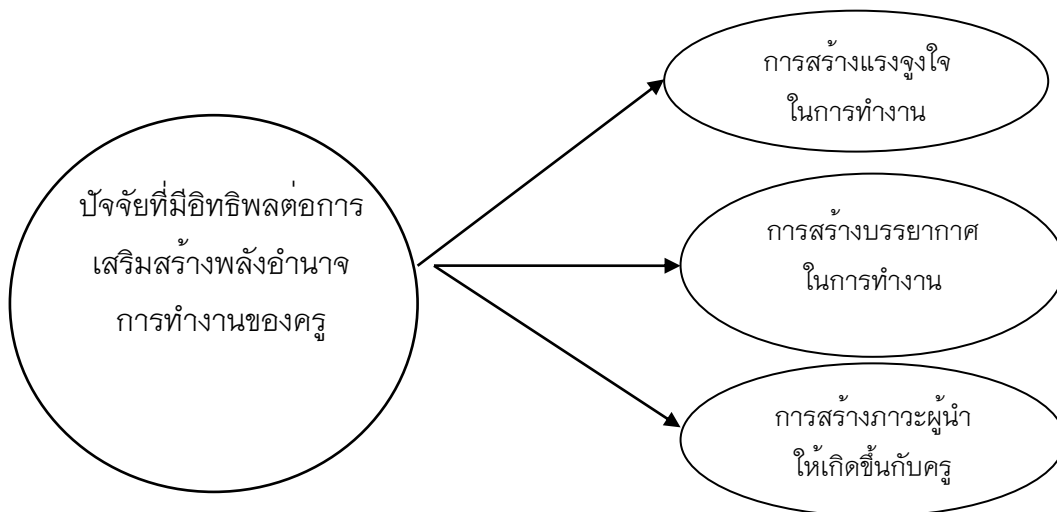 การสร้างแรงจูงใจ
ในการทำงาน
ปัจจัยที่มีอิทธิพลต่อการ
เสริมสร้างพลังอำนาจ
การทำงานของครู
การสร้างบรรยากาศ
ในการทำงาน
การสร้างภาวะผู้นำ
ให้เกิดขึ้นกับครู